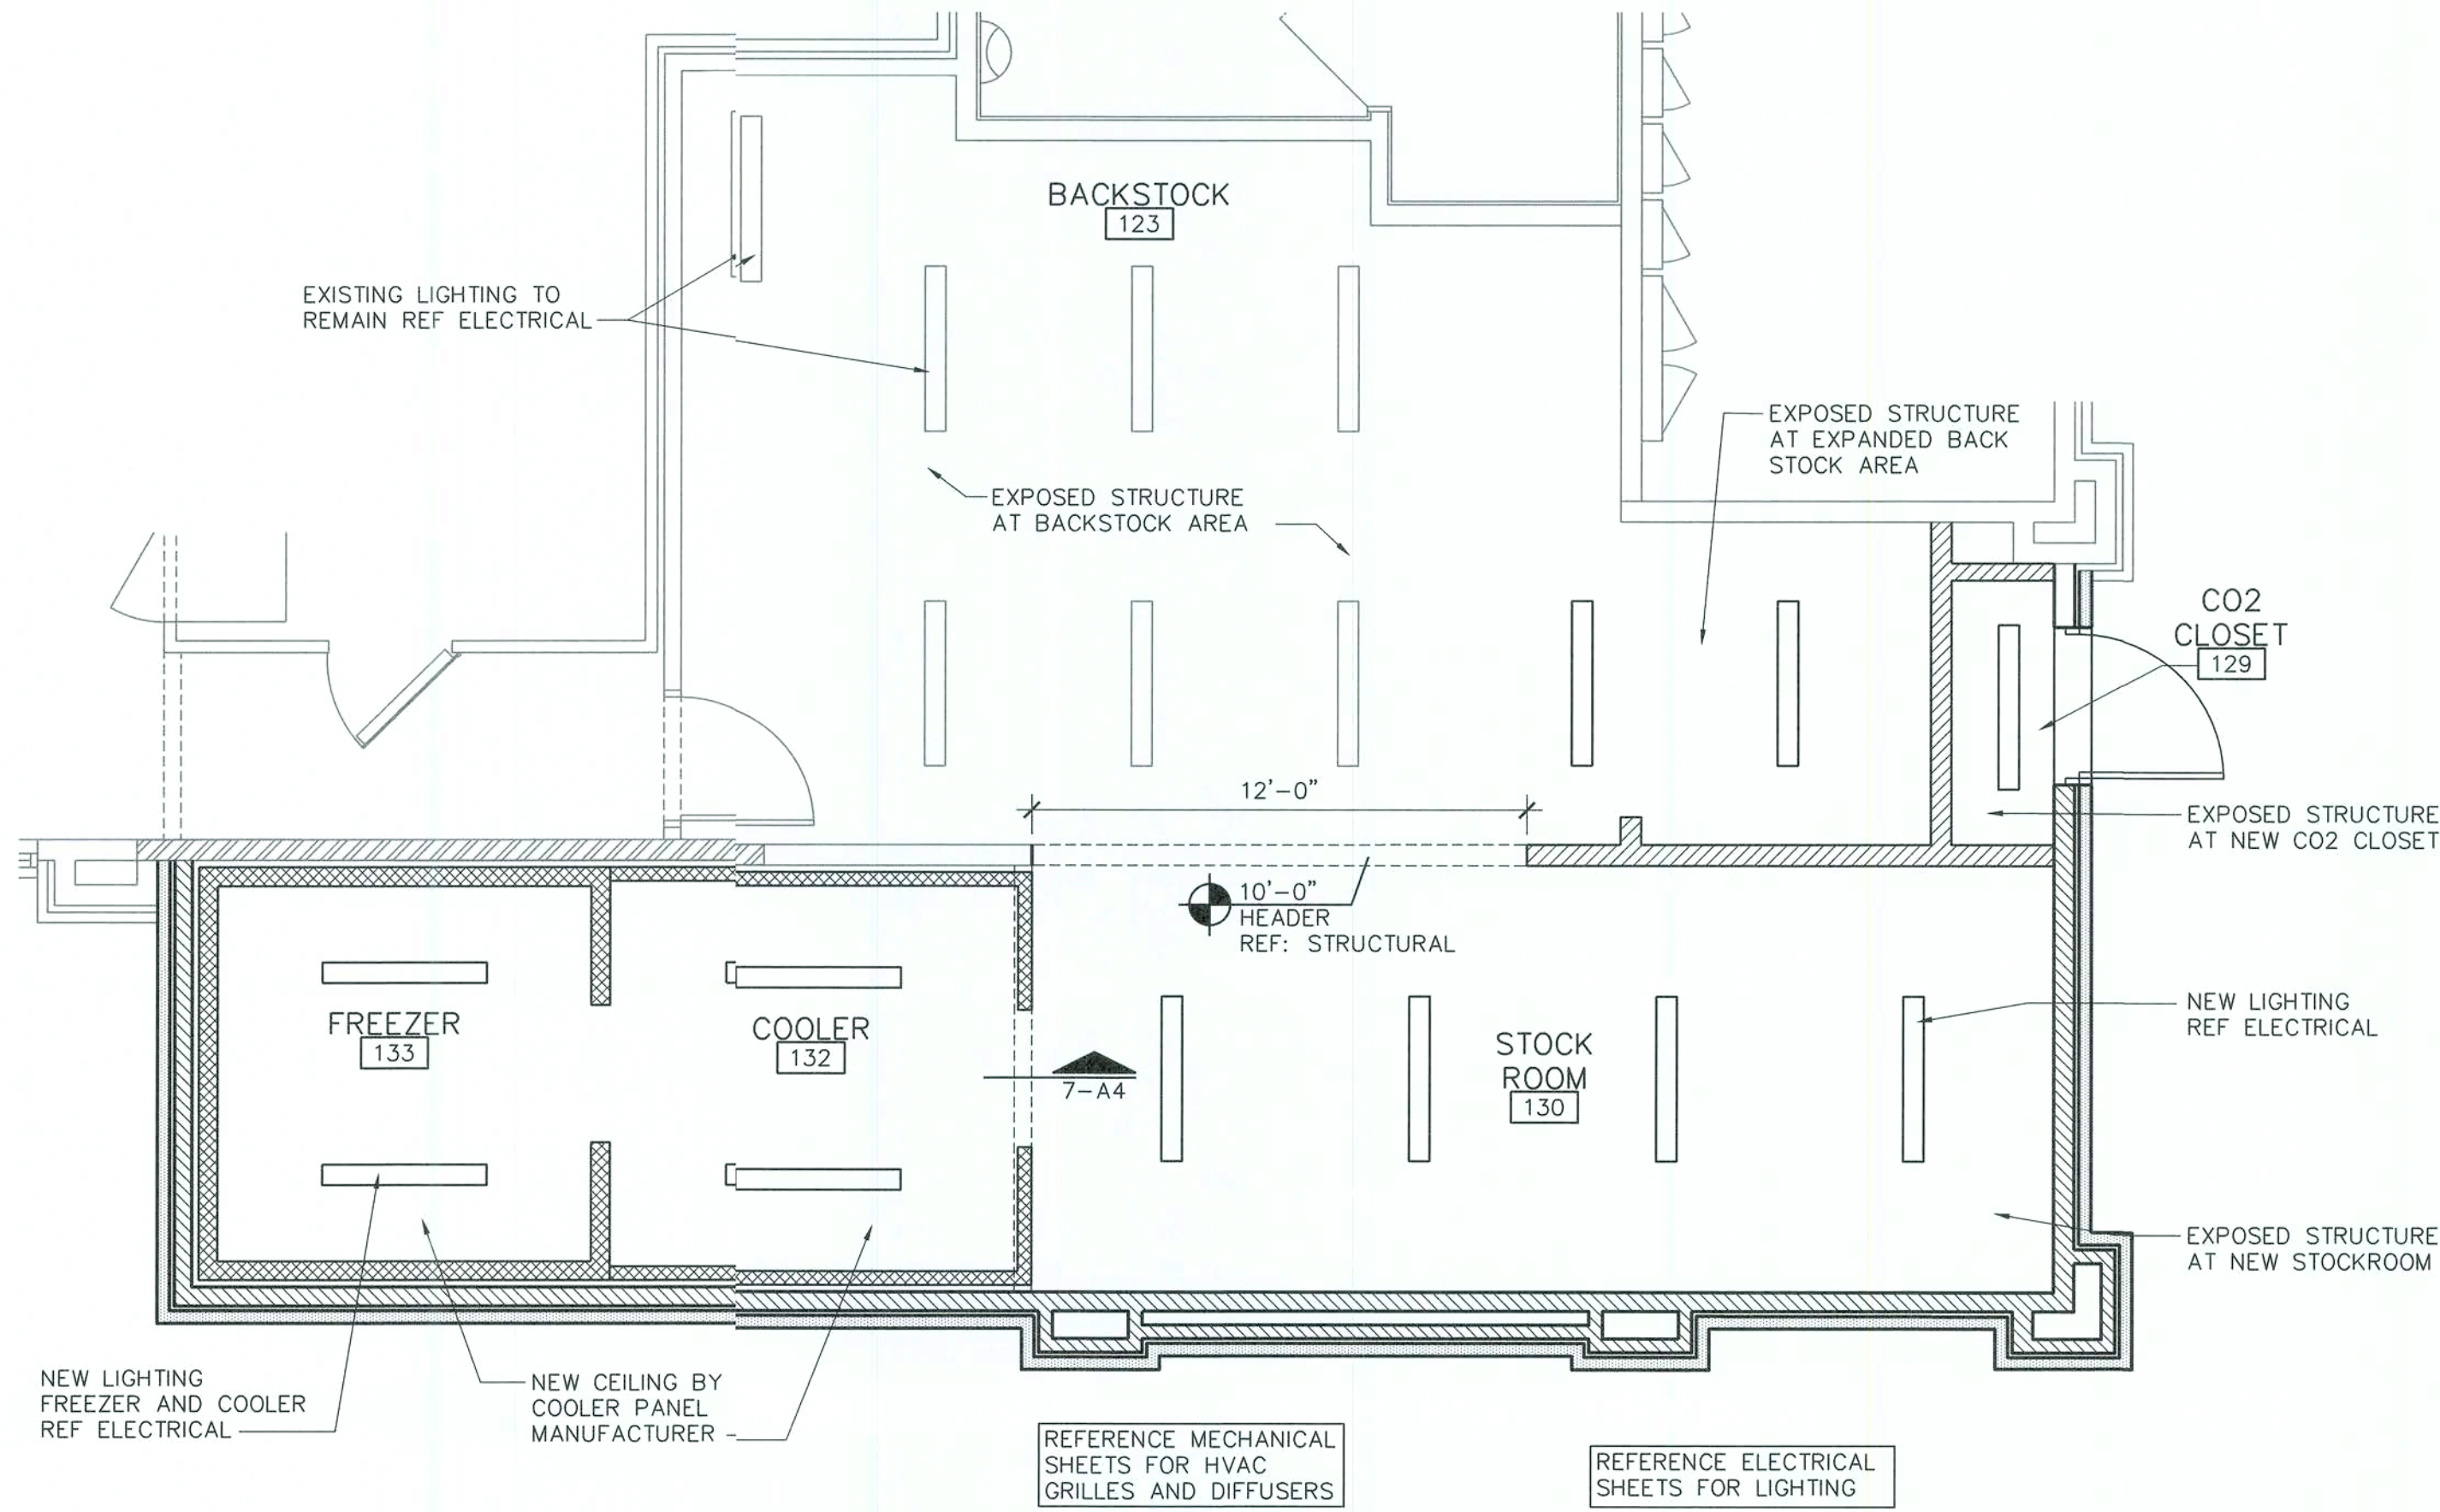 BACKSTOCK
123
EXISTING LIGHTING TO
REMAIN REF ELECTRICAL
EXPOSED STRUCTURE
AT EXPANDED BACK
STOCK AREA
EXPOSED STRUCTURE
AT BACKSTOCK AREA
CO2
CLOSET
129
12'-0"
EXPOSED STRUCTURE
AT NEW CO2 CLOSET
10'-0"
HEADER
REF: STRUCTURAL
FREEZER
133
COOLER
132
7-A4
STOCK
ROOM
130
NEW LIGHTING
REF ELECTRICAL
EXPOSED STRUCTURE
AT NEW STOCKROOM
NEW LIGHTING
FREEZER AND COOLER
REF ELECTRICAL
NEW CEILING BY
COOLER PANEL
MANUFACTURER
REFERENCE MECHANICAL
SHEETS FOR HVAC
GRILLES AND DIFFUSERS
REFERENCE ELECTRICAL
SHEETS FOR LIGHTING